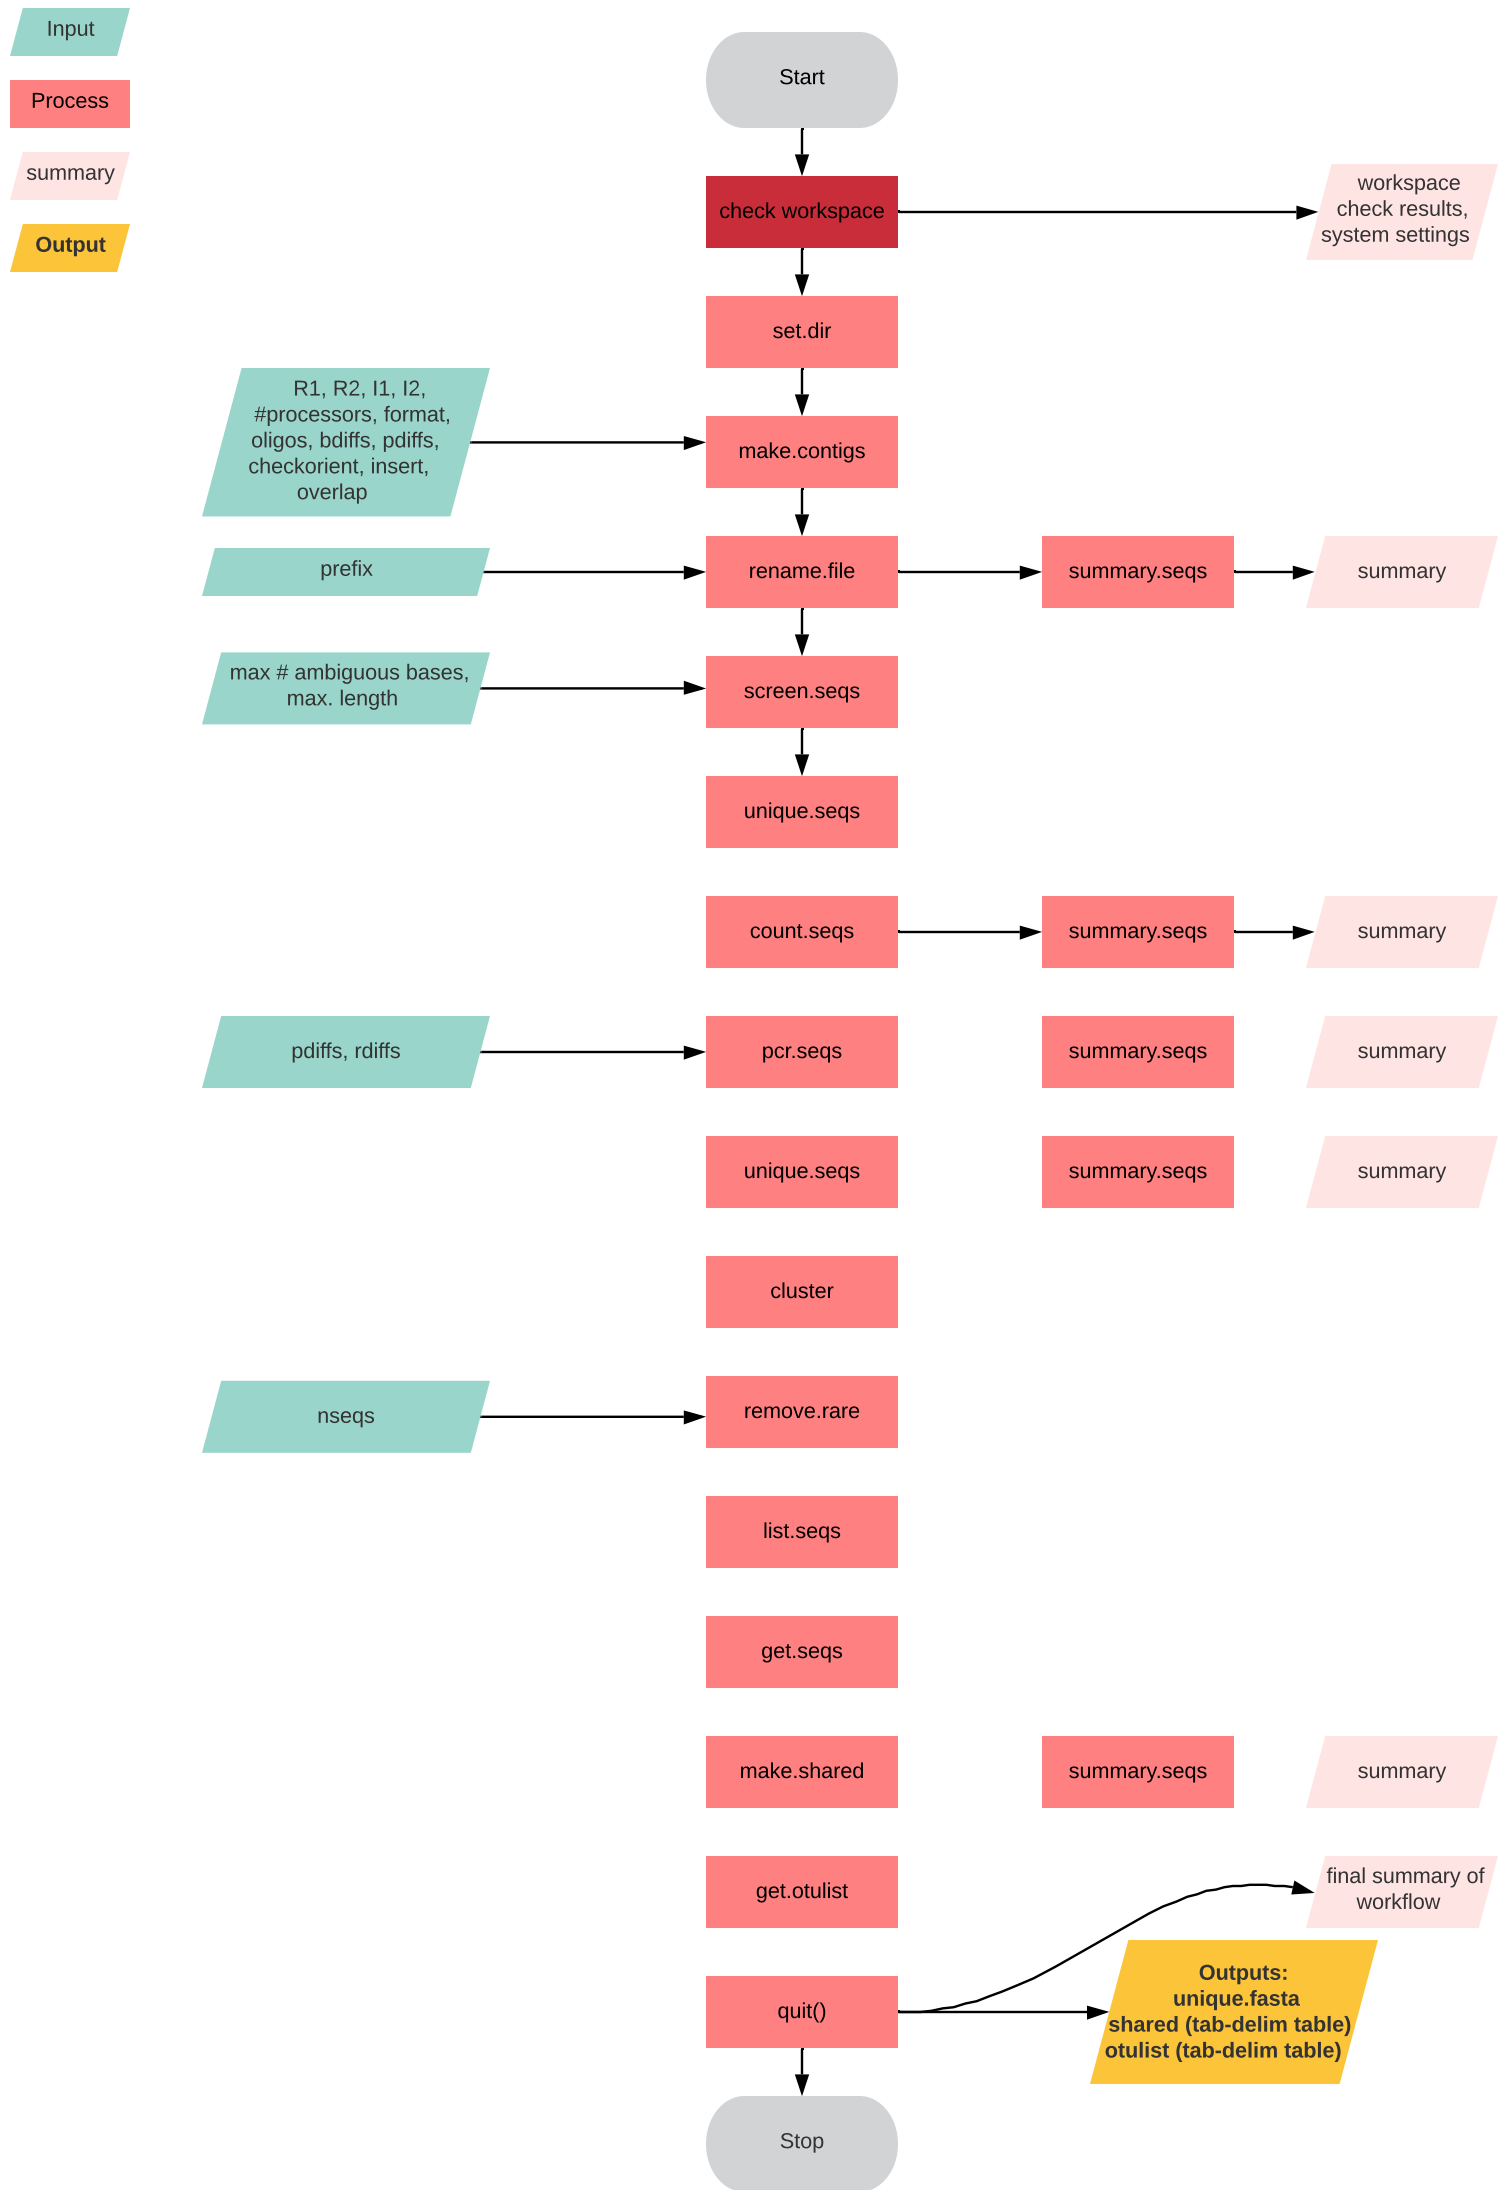 Input
Process
summary
Output
Start
check workspace
workspace
check results,
system settings
set.dir
R1, R2, I1, I2,
#processors, format,
oligos, bdiffs, pdiffs,
checkorient, insert,
overlap
make.contigs
prefix
rename.file
summary.seqs
summary
max # ambiguous bases,
max. length
screen.seqs
unique.seqs
count.seqs
summary.seqs
summary
pdiffs, rdiffs
pcr.seqs
summary.seqs
summary
unique.seqs
summary.seqs
summary
cluster
nseqs
remove.rare
list.seqs
get.seqs
make.shared
summary.seqs
summary
get.otulist
final summary of
workflow
quit()
Outputs:
unique.fasta
shared (tab-delim table)
otulist (tab-delim table)
Stop